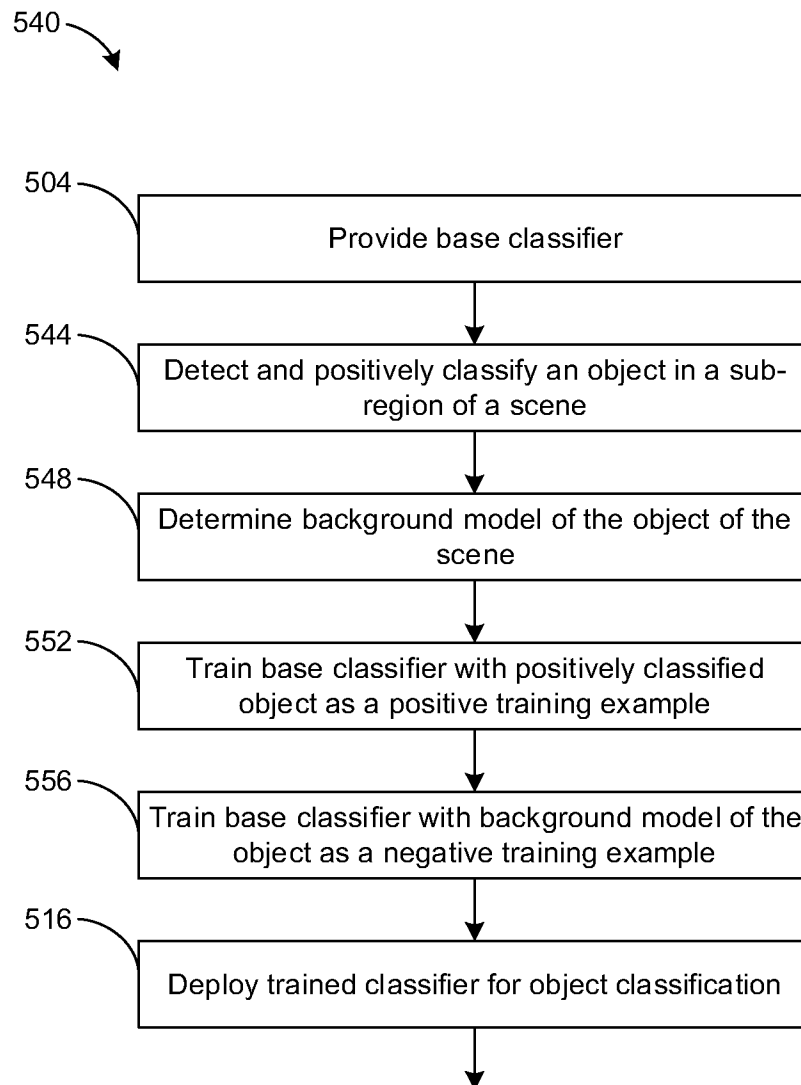 540
504
Provide base classifier
544
Detect and positively classify an object in a sub-
region of a scene
548
Determine background model of the object of the
scene
552
Train base classifier with positively classified
object as a positive training example
556
Train base classifier with background model of the
object as a negative training example
516
Deploy trained classifier for object classification